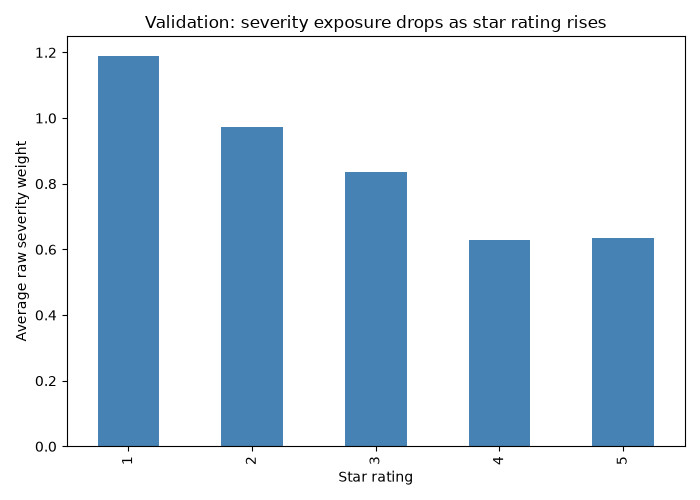 Validation: severity exposure drops as star rating rises
1.2
1.0
0.8
0.6
0.4
0.2
0.0
Average raw severity weight
1 2 3 4 5
Star rating